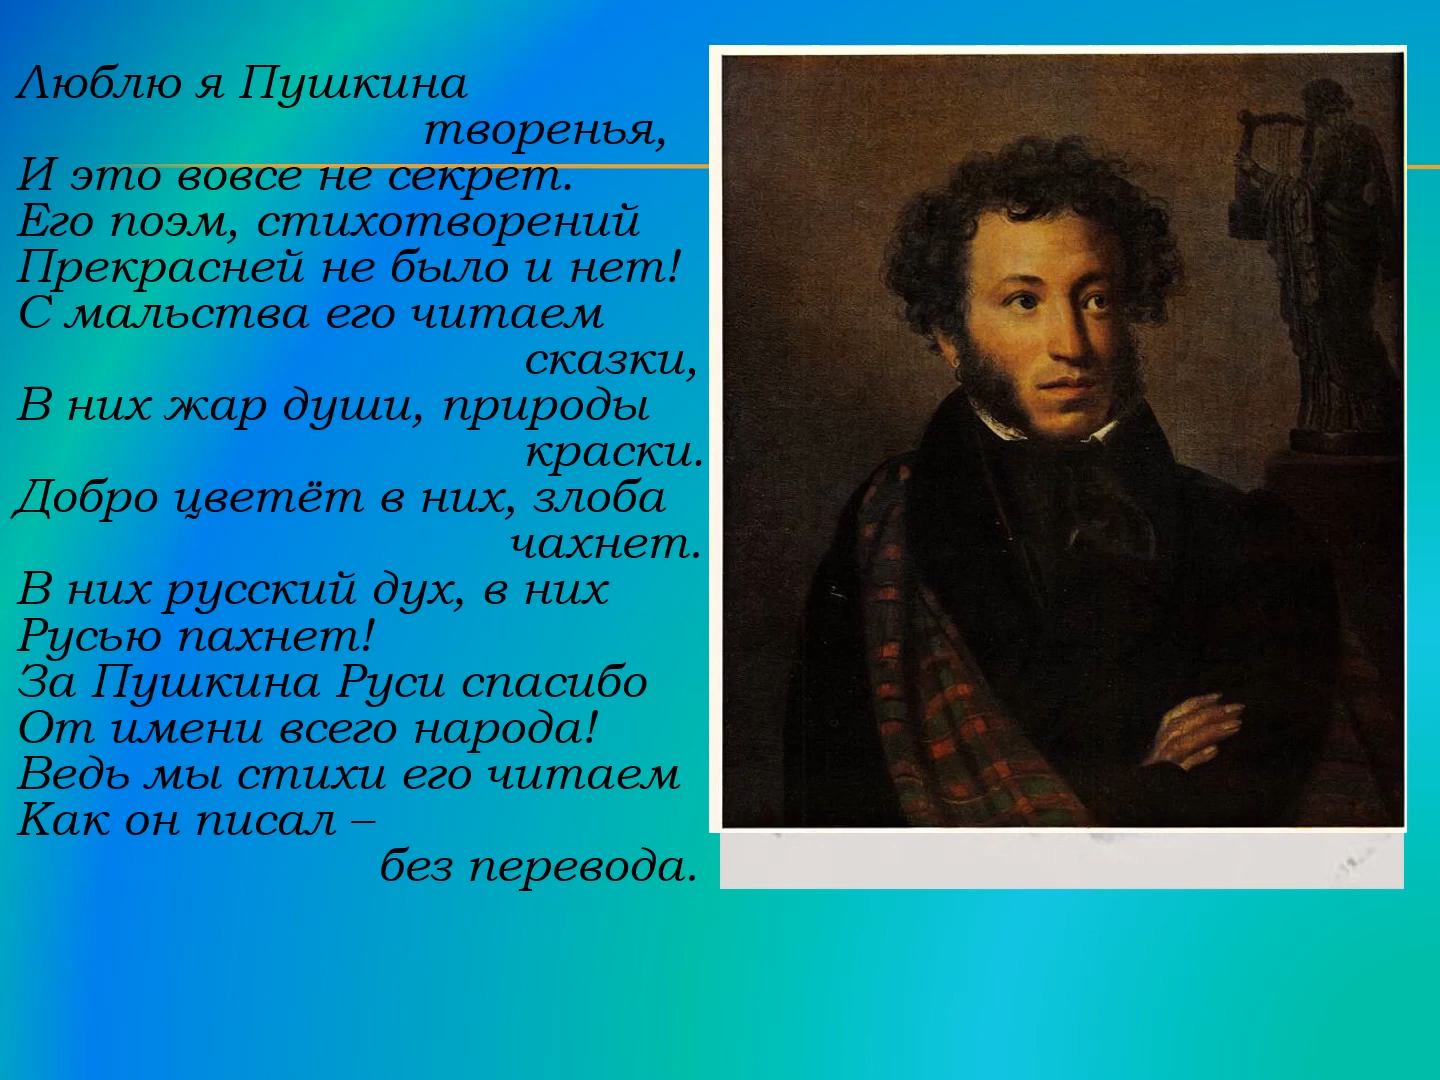 Люблю я Пушкина
творенья,
И это вовсе не секрет.
Его поэм, стихотворений
Прекрасней не было и нет!
С мальства его читаем
сказки,
В них жар души, природы
краски.
Добро цветёт в них, злоба
чахнет.
В них русский дух, в них
Русью пахнет!
За Пушкина Руси спасибо
От имени всего народа!
Ведь мы стихи его читаем
Как он писал –
без перевода.